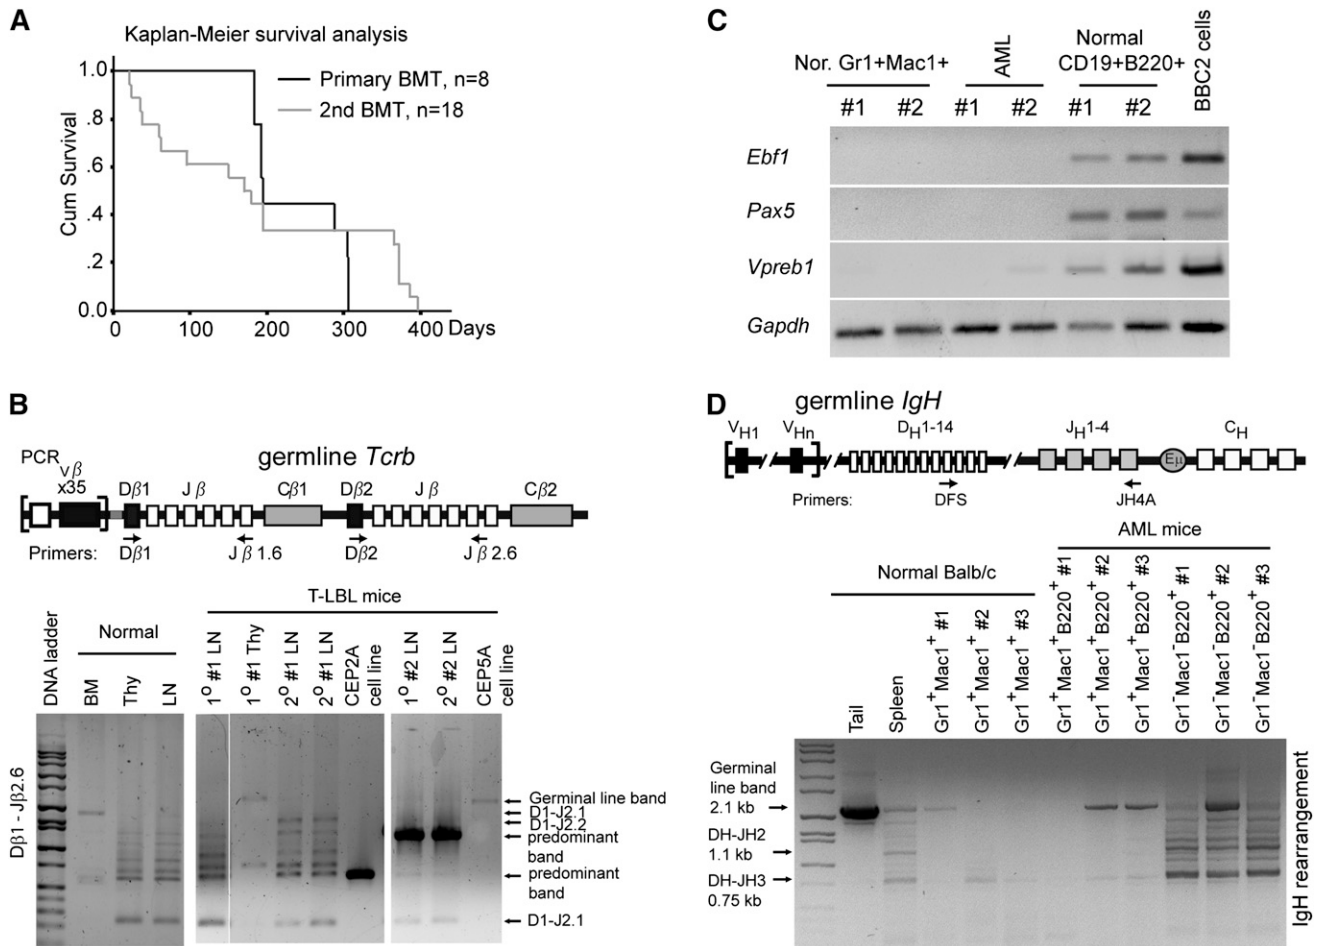 A
Kaplan-Meier survival analysis
1.0
.8
.6
.4
.2
0.0
Cum Survival
Primary BMT, n=8
2nd BMT, n=18
0 100 200 300 400 Days
C
Nor. Gr1+Mac1+
AML
Normal
CD19+B220+
BBC2 cells
#1 #2 #1 #2 #1 #2
Ebf1
Pax5
Vpreb1
Gapdh
B
germline Tcrb
PCR
Vβ
x35
Dβ1 Jβ Cβ1 Dβ2 Jβ Cβ2
Primers: Dβ1 Jβ 1.6 Dβ2 Jβ 2.6
T-LBL mice
Normal
DNA ladder
BM
Thy
LN
1º #1 LN
1º #1 Thy
2º #1 LN
2º #1 LN
CEP2A
cell line
1º #2 LN
2º #2 LN
CEP5A
cell line
Dβ1 - Jβ2.6
Germinal line band
D1-J2.1
D1-J2.2
predominant
band
predominant
band
D1-J2.1
D
germline IgH
VH1 VHn DH1-14 JH1-4 Eμ CH
Primers: DFS JH4A
AML mice
Normal Balb/c
Tail
Spleen
Gr1+Mac1+ #1
Gr1+Mac1+ #2
Gr1+Mac1+ #3
Gr1+Mac1+B220+ #1
Gr1+Mac1+B220+ #2
Gr1+Mac1+B220+ #3
Gr1-Mac1-B220+ #1
Gr1-Mac1-B220+ #2
Gr1-Mac1-B220+ #3
Germinal
line band
2.1 kb
DH-JH2
1.1 kb
DH-JH3
0.75 kb
IgH rearrangement